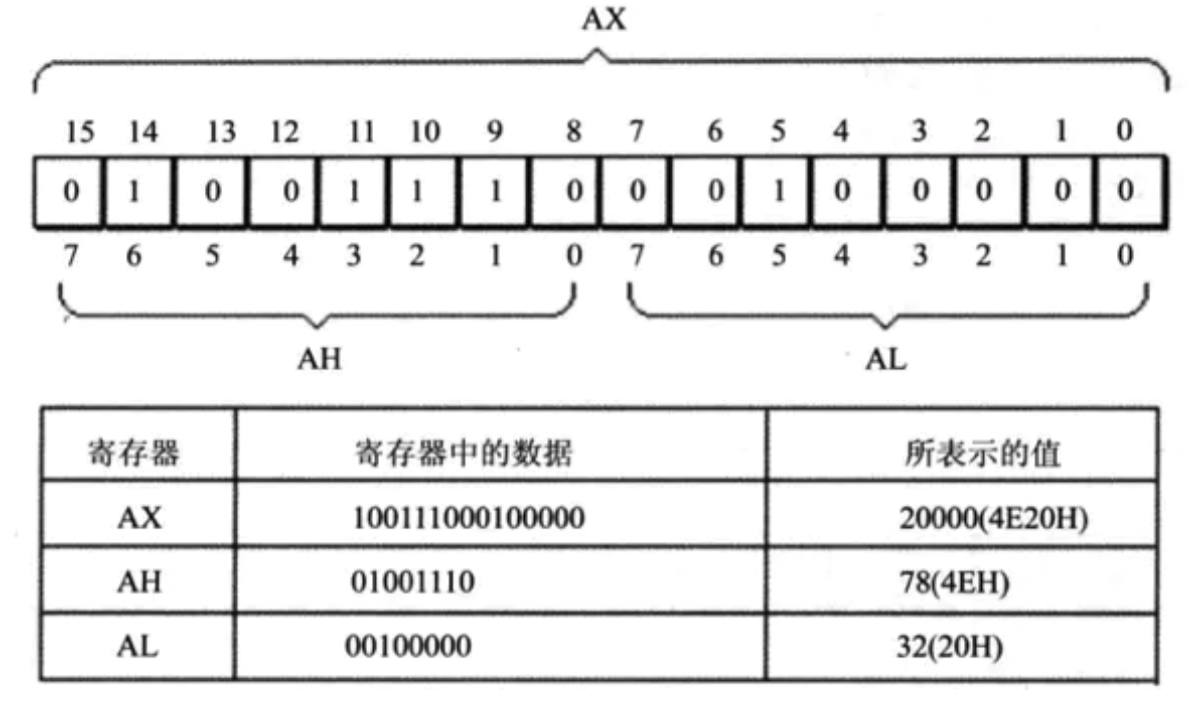 AX
15 14 13 12 11 10 9 8 7 6 5 4 3 2 1 0
0 1 0 0 1 1 1 0 0 0 1 0 0 0 0 0
7 6 5 4 3 2 1 0 7 6 5 4 3 2 1 0
AH AL
寄存器 寄存器中的数据 所表示的值
AX 100111000100000 20000(4E20H)
AH 01001110 78(4EH)
AL 00100000 32(20H)